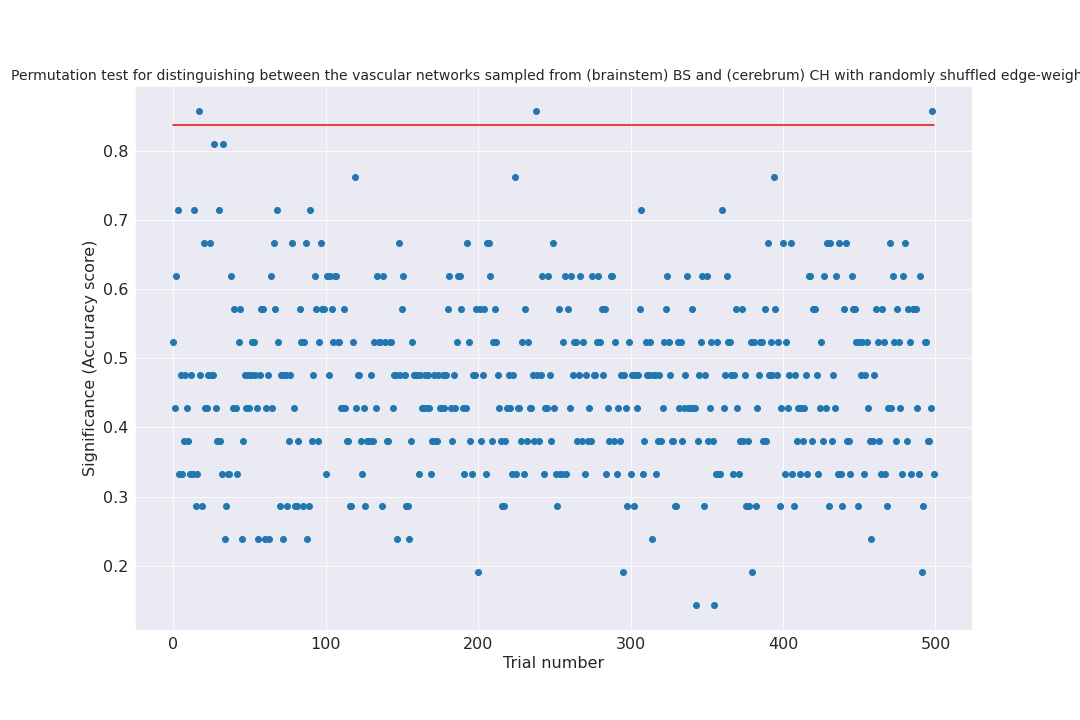 Permutation test for distinguishing between the vascular networks sampled from (brainstem) BS and (cerebrum) CH with randomly shuffled edge-weigh
Significance (Accuracy score)
0.8
0.7
0.6
0.5
0.4
0.3
0.2
0 100 200 300 400 500
Trial number